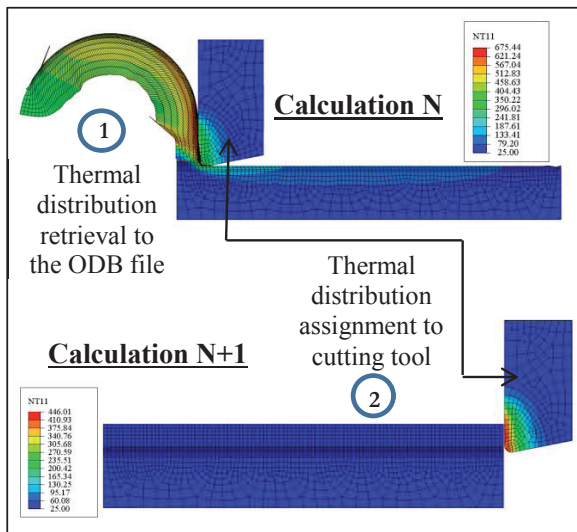 NT11
675.44
621.24
567.04
512.83
458.63
404.43
350.22
296.02
241.81
187.61
133.41
79.20
25.00
Calculation N
1
Thermal
distribution
retrieval to
the ODB file
Thermal
distribution
assignment to
cutting tool
2
Calculation N+1
NT11
446.01
410.93
375.84
340.76
305.68
270.59
235.51
200.42
165.34
130.25
95.17
60.08
25.00